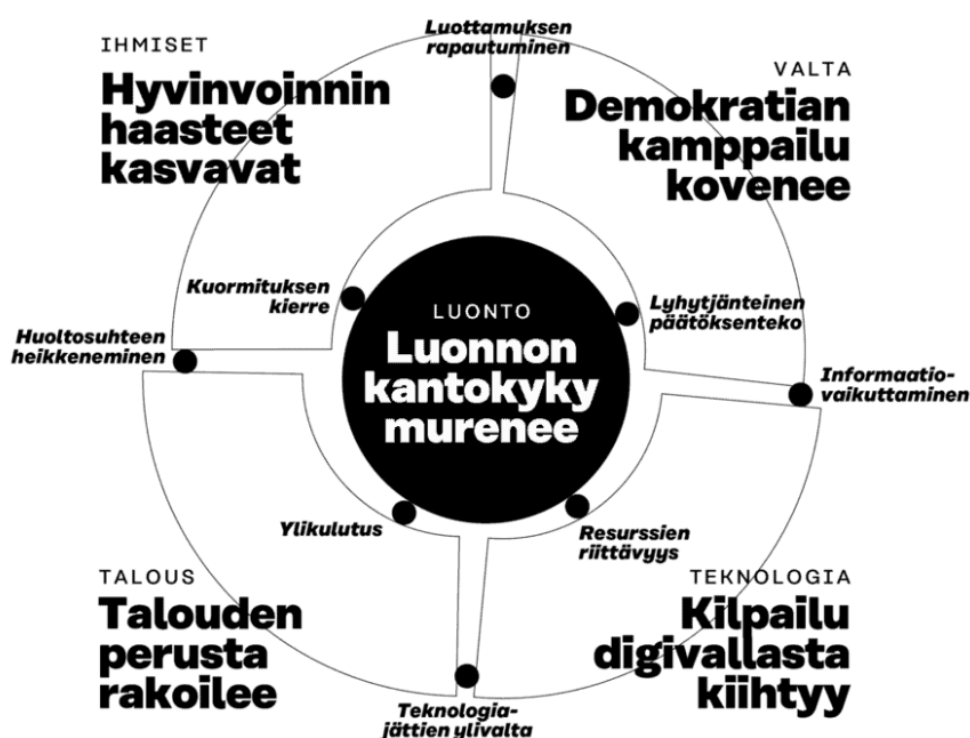 Luottamuksen
rapautuminen
IHMISET
Hyvinvoinnin
haasteet
kasvavat
VALTA
Demokratian
kamppailu
kovenee
Kuormituksen
kierre
LUONTO
Luonnon
kantokyky
murenee
Lyhytjänteinen
päätöksenteko
Huoltosuhteen
heikkeneminen
Informaatio-
vaikuttaminen
Ylikulutus
Resurssien
riittävyys
TALOUS
Talouden
perusta
rakoilee
TEKNOLOGIA
Kilpailu
digivallasta
kiihtyy
Teknologia-
jättien ylivalta